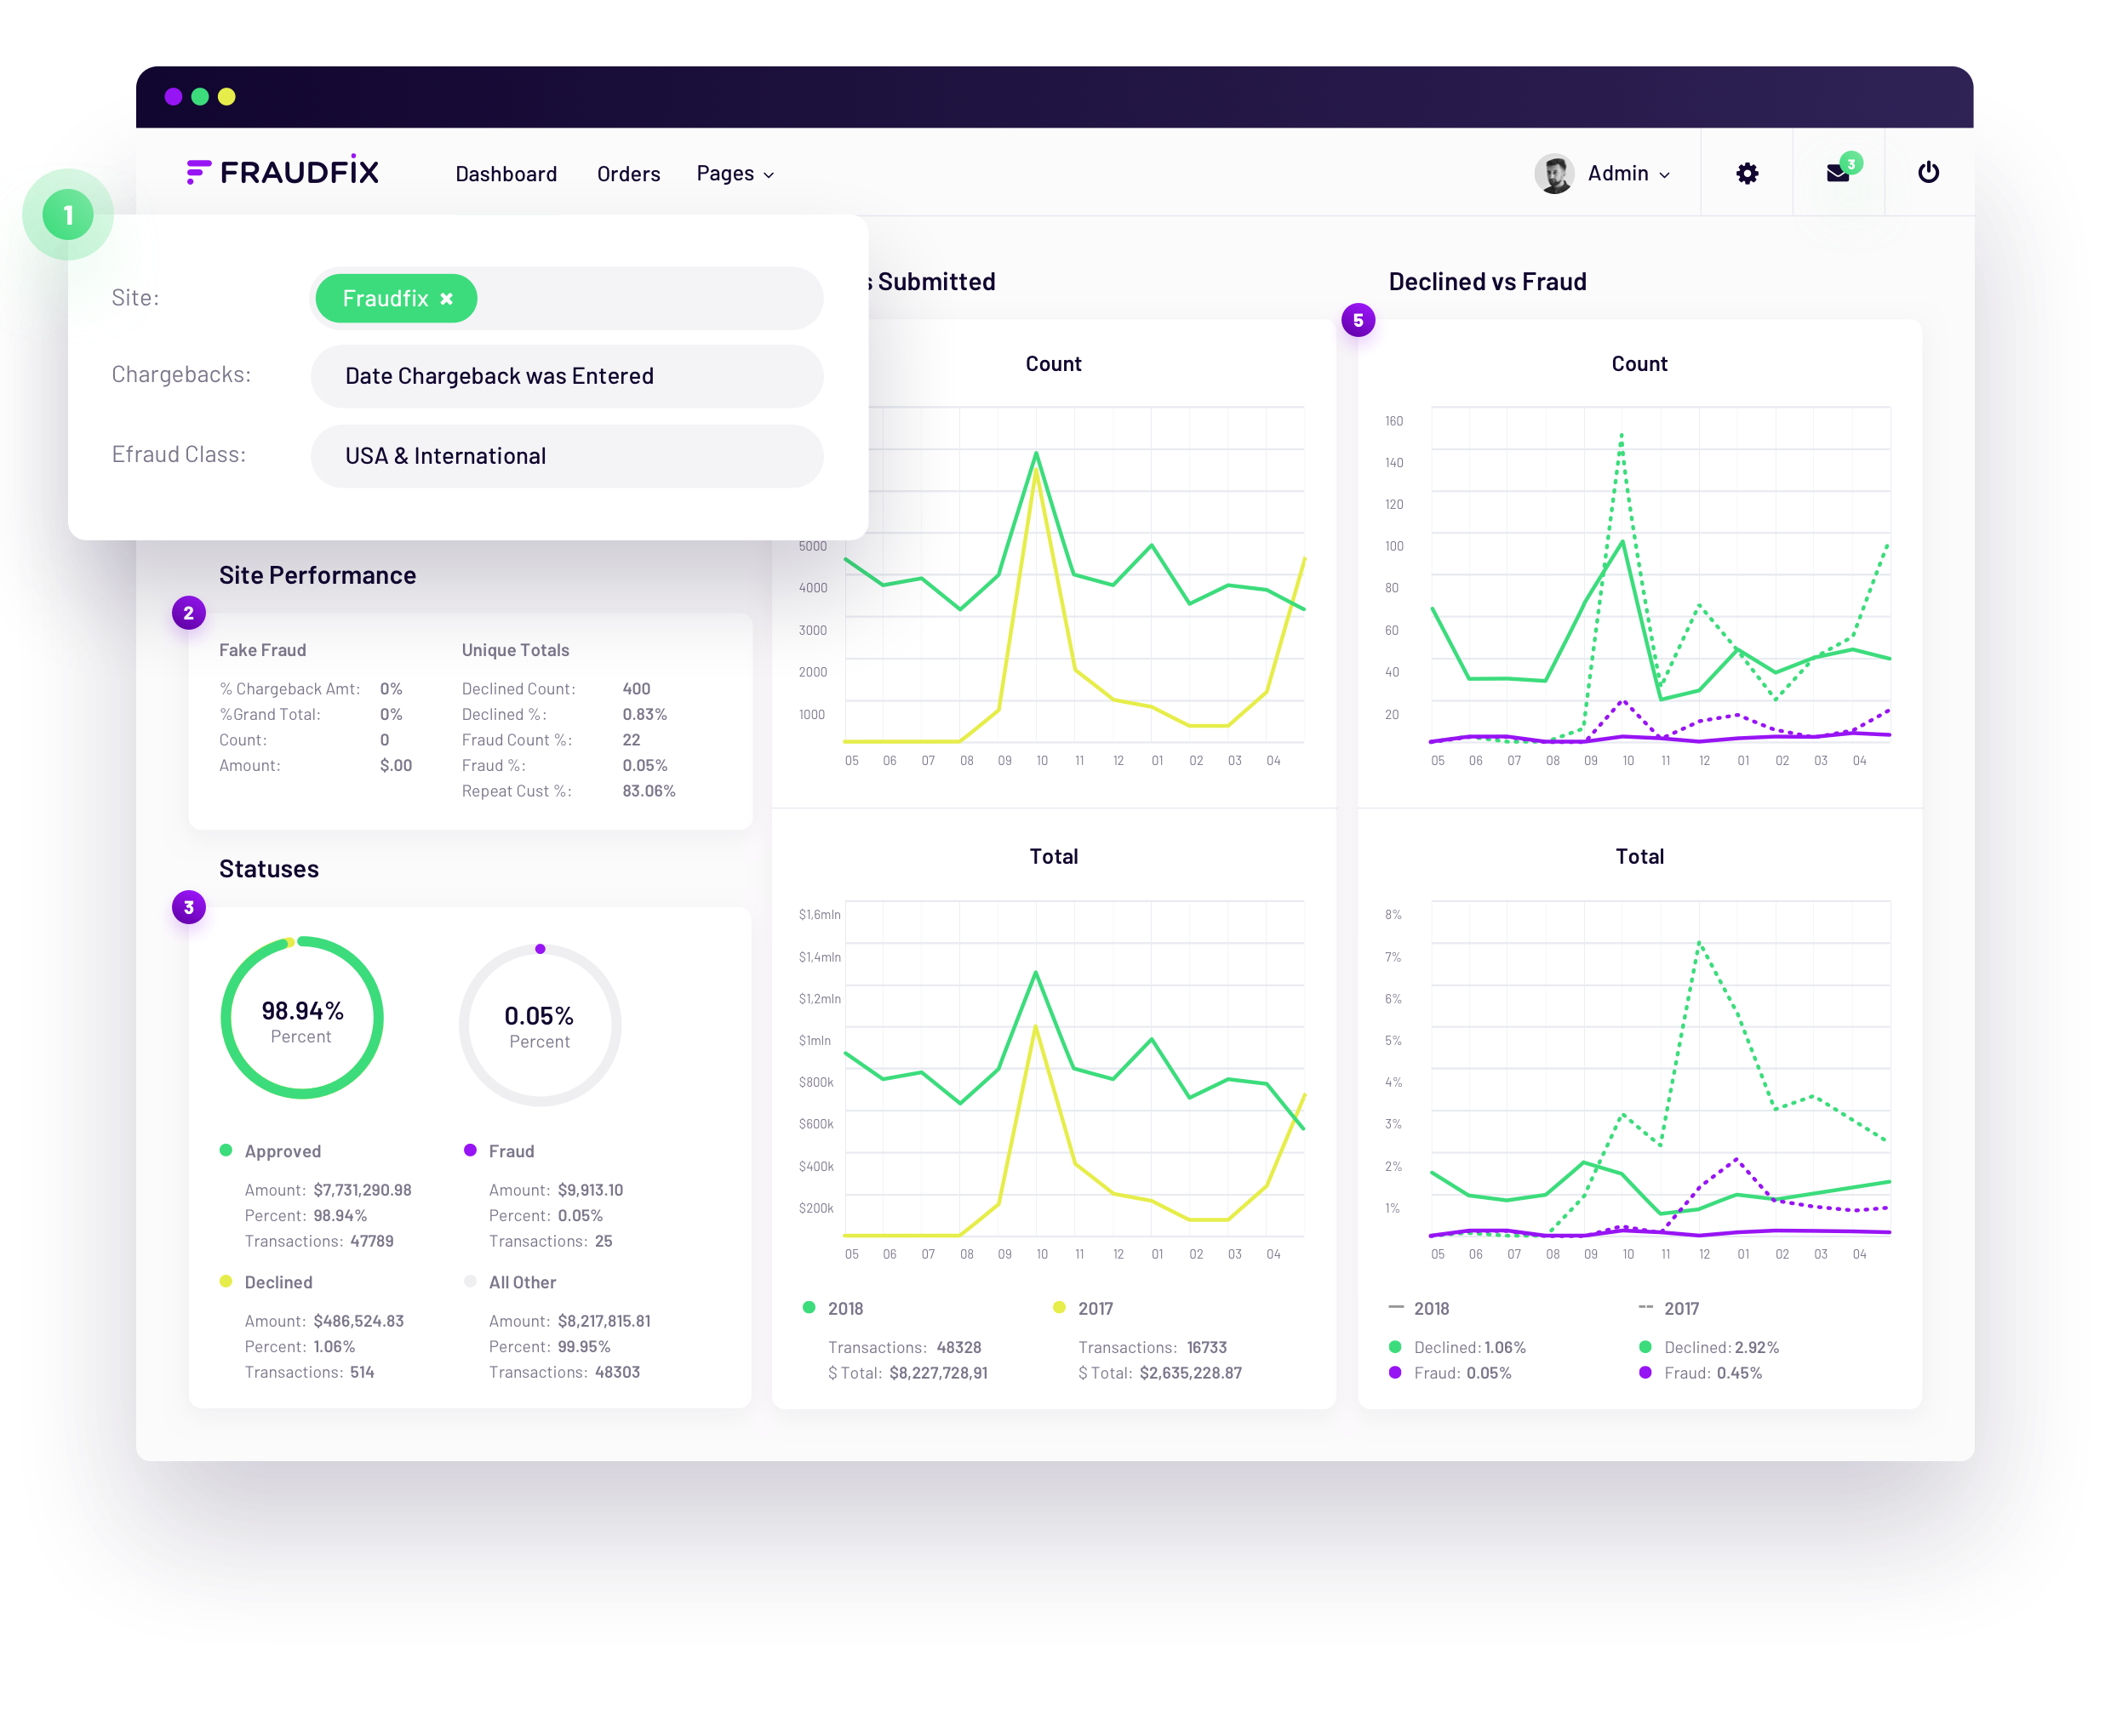 FRAUDFIX
Dashboard Orders Pages
Admin
3
1
Site: Fraudfix ×
Chargebacks: Date Chargeback was Entered
Efraud Class: USA & International
Site Performance
2
Fake Fraud
% Chargeback Amt: 0%
%Grand Total: 0%
Count: 0
Amount: $.00
Unique Totals
Declined Count: 400
Declined %: 0.83%
Fraud Count %: 22
Fraud %: 0.05%
Repeat Cust %: 83.06%
Statuses
3
98.94%
Percent
0.05%
Percent
Approved
Amount: $7,731,290.98
Percent: 98.94%
Transactions: 47789
Fraud
Amount: $9,913.10
Percent: 0.05%
Transactions: 25
Declined
Amount: $486,524.83
Percent: 1.06%
Transactions: 514
All Other
Amount: $8,217,815.81
Percent: 99.95%
Transactions: 48303
Submitted
Count
5000
4000
3000
2000
1000
05 06 07 08 09 10 11 12 01 02 03 04
Total
$1,6mln
$1,4mln
$1,2mln
$1mln
$800k
$600k
$400k
$200k
05 06 07 08 09 10 11 12 01 02 03 04
2018
Transactions: 48328
$ Total: $8,227,728,91
2017
Transactions: 16733
$ Total: $2,635,228.87
Declined vs Fraud
5
Count
160
140
120
100
80
60
40
20
05 06 07 08 09 10 11 12 01 02 03 04
Total
8%
7%
6%
5%
4%
3%
2%
1%
05 06 07 08 09 10 11 12 01 02 03 04
2018
Declined: 1.06%
Fraud: 0.05%
2017
Declined: 2.92%
Fraud: 0.45%